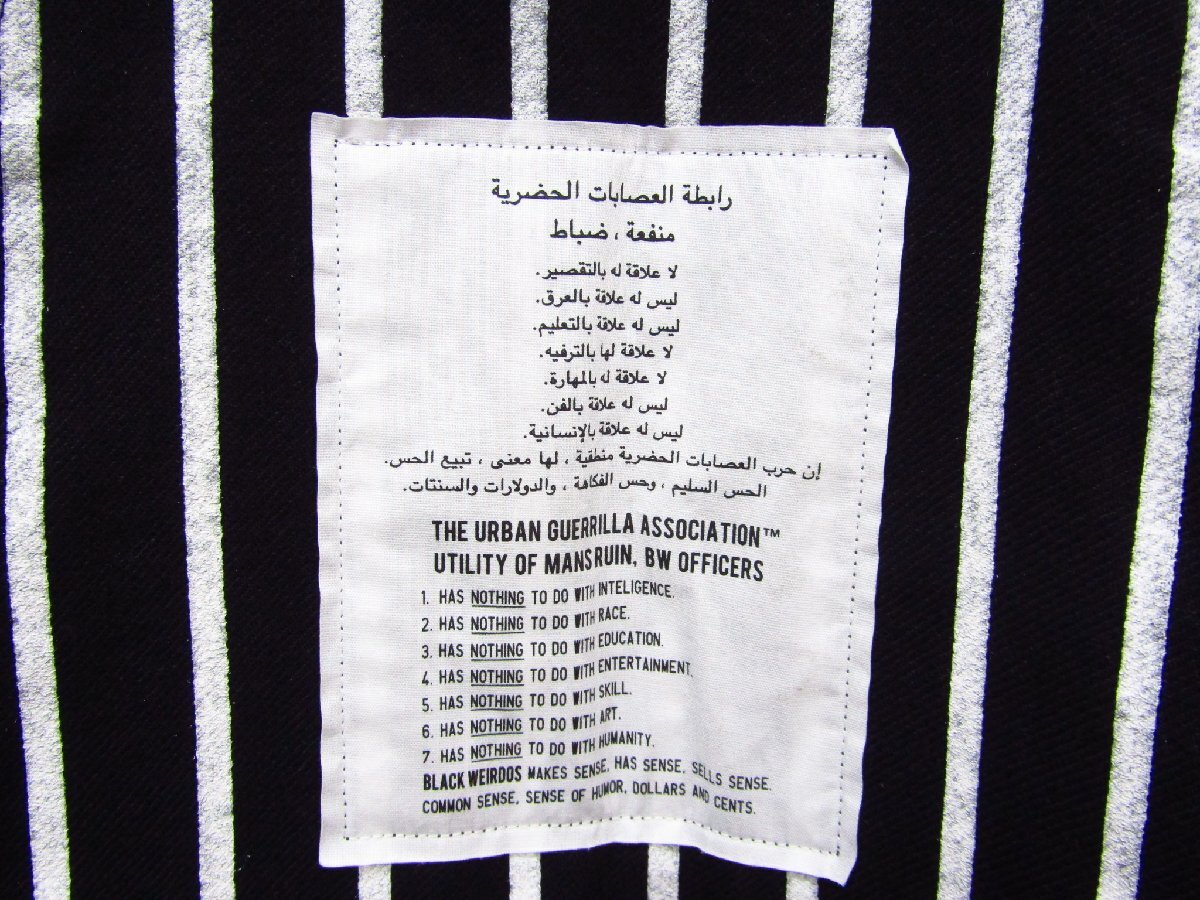 رابطة العصابات الحضرية
منفعة ، ضباط
لا علاقة له بالتقصير.
ليس له علاقة بالعرق.
ليس له علاقة بالتعليم.
لا علاقة لها بالترفيه.
لا علاقة له بالمهارة.
ليس له علاقة بالفن.
ليس له علاقة بالإنسانية.
إن حرب العصابات الحضرية منطقية ، لها معنى ، تبيع الحس.
الحس السليم ، وحس الفكاهة ، والدولارات والسنتات.
THE URBAN GUERRILLA ASSOCIATION™
UTILITY OF MANSRUIN, BW OFFICERS
1. HAS NOTHING TO DO WITH INTELIGENCE.
2. HAS NOTHING TO DO WITH RACE.
3. HAS NOTHING TO DO WITH EDUCATION.
4. HAS NOTHING TO DO WITH ENTERTAINMENT.
5. HAS NOTHING TO DO WITH SKILL.
6. HAS NOTHING TO DO WITH ART.
7. HAS NOTHING TO DO WITH HUMANITY.
BLACK WEIRDOS MAKES SENSE, HAS SENSE, SELLS SENSE.
COMMON SENSE, SENSE OF HUMOR, DOLLARS AND CENTS.